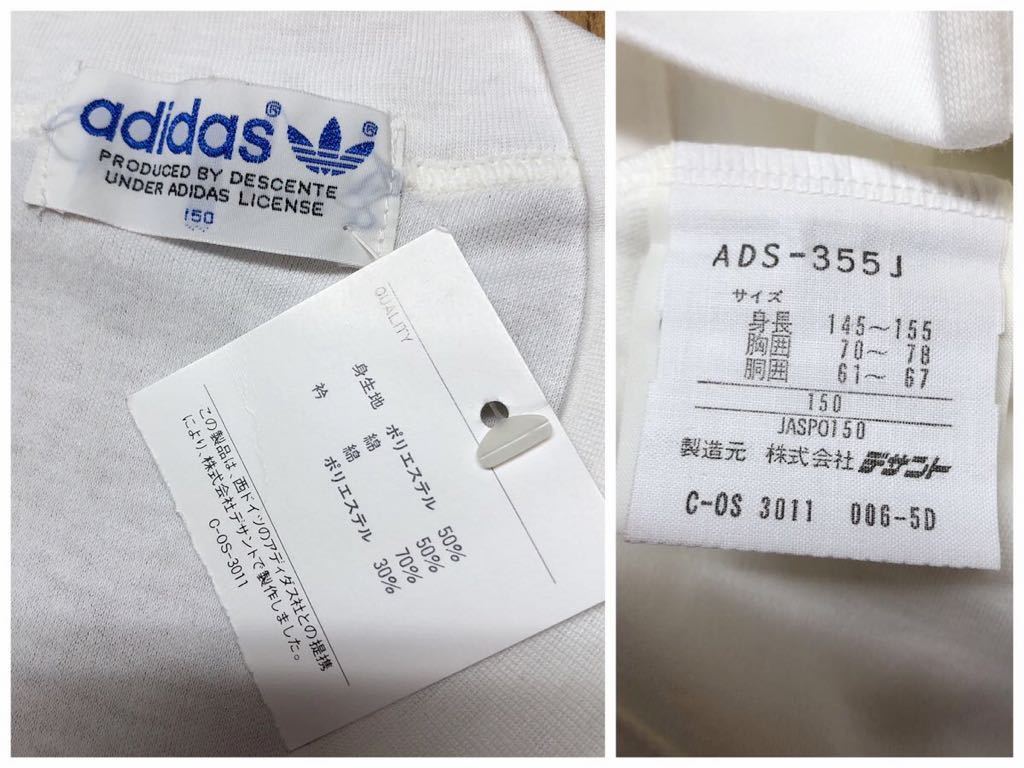 adidas®
®
PRODUCED BY DESCENTE
UNDER ADIDAS LICENSE
150
QUALITY
身生地 ポリエステル 50%
綿 50%
衿 綿 70%
ポリエステル 30%
この製品は、西ドイツのアディダス社との提携
により、株式会社デサントで製作しました。
C-OS-3011
ADS-355J
サイズ
身長 145~155
胸囲 70~ 78
胴囲 61~ 67
150
JASPO150
製造元 株式会社 デサント
C-OS 3011 006-5D